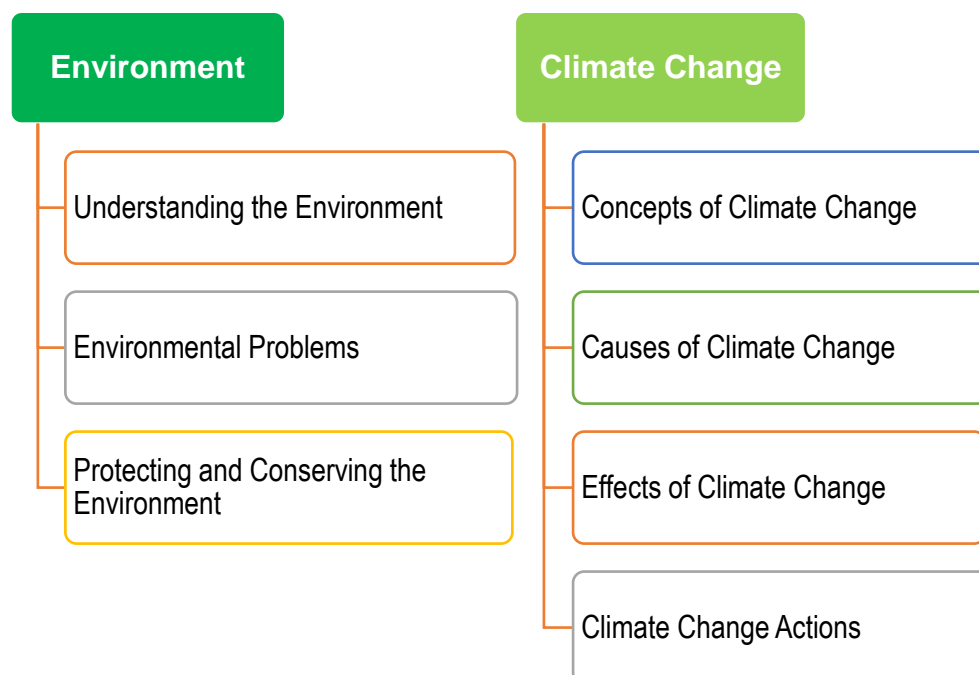 Environment
Understanding the Environment
Environmental Problems
Protecting and Conserving the
Environment
Climate Change
Concepts of Climate Change
Causes of Climate Change
Effects of Climate Change
Climate Change Actions